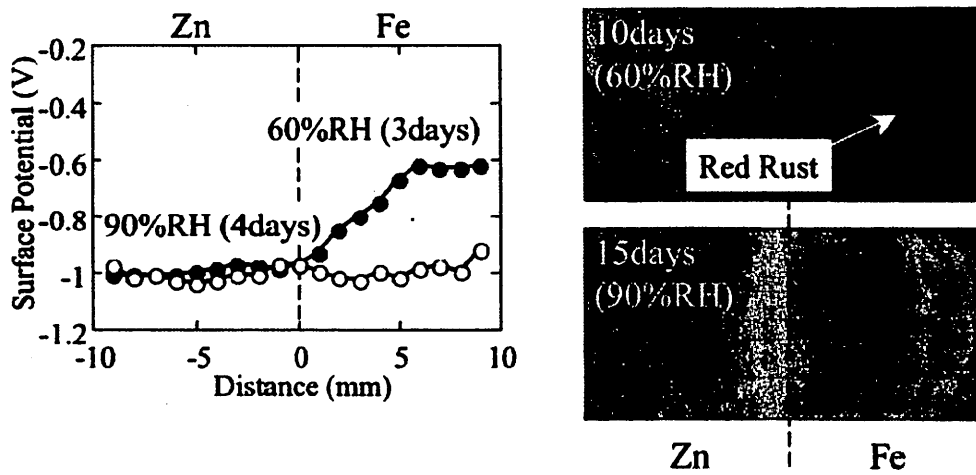 Zn Fe
-0.2
-0.4
-0.6
-0.8
-1
-1.2
Surface Potential (V)
60%RH (3days)
90%RH (4days)
-10 -5 0 5 10
Distance (mm)
10days
(60%RH)
Red Rust
15days
(90%RH)
Zn Fe